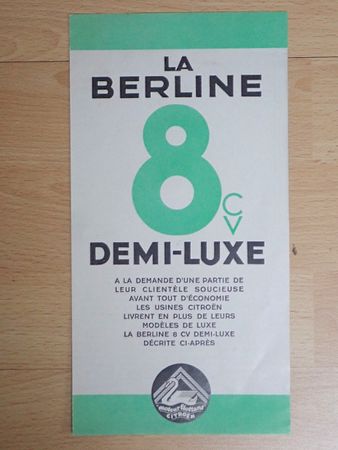 LA
BERLINE
8
CV
DEMI-LUXE
A LA DEMANDE D'UNE PARTIE DE
LEUR CLIENTÈLE SOUCIEUSE
AVANT TOUT D'ÉCONOMIE
LES USINES CITROËN
LIVRENT EN PLUS DE LEURS
MODÈLES DE LUXE
LA BERLINE 8 CV DEMI-LUXE
DÉCRITE CI-APRÈS
moteur flottant
CITROËN